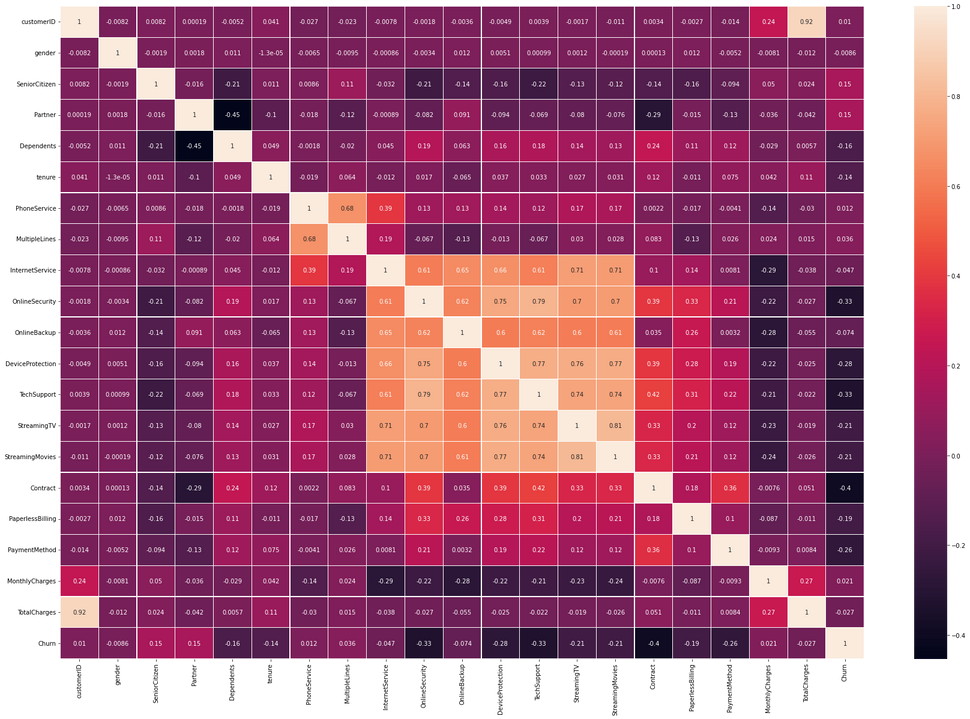 customerID 1 -0.0082 0.0082 0.00019 -0.0052 0.041 -0.027 -0.023 -0.0078 -0.0018 -0.0036 -0.0049 0.0039 -0.0017 -0.011 0.0034 -0.0027 -0.014 0.24 0.92 0.01
gender -0.0082 1 -0.0019 0.0018 0.011 -1.3e-05 -0.0065 -0.0095 -0.00086 -0.0034 0.012 0.0051 0.00099 0.0012 -0.00019 0.00013 0.012 -0.0052 -0.0081 -0.012 -0.0086
SeniorCitizen 0.0082 -0.0019 1 -0.016 -0.21 0.011 0.0086 0.11 -0.032 -0.21 -0.14 -0.16 -0.22 -0.13 -0.12 -0.14 -0.16 -0.094 0.05 0.024 0.15
Partner 0.00019 0.0018 -0.016 1 -0.45 -0.1 -0.018 -0.12 -0.00089 -0.082 0.091 -0.094 -0.069 -0.08 -0.076 -0.29 -0.015 -0.13 -0.036 -0.042 0.15
Dependents -0.0052 0.011 -0.21 -0.45 1 0.049 -0.0018 -0.02 0.045 0.19 0.063 0.16 0.18 0.14 0.13 0.24 0.11 0.12 -0.029 0.0057 -0.16
tenure 0.041 -1.3e-05 0.011 -0.1 0.049 1 -0.019 0.064 -0.012 0.017 -0.065 0.037 0.033 0.027 0.031 0.12 -0.011 0.075 0.042 0.11 -0.14
PhoneService -0.027 -0.0065 0.0086 -0.018 -0.0018 -0.019 1 0.68 0.39 0.13 0.13 0.14 0.12 0.17 0.17 0.0022 -0.017 -0.0041 -0.14 -0.03 0.012
MultipleLines -0.023 -0.0095 0.11 -0.12 -0.02 0.064 0.68 1 0.19 -0.067 -0.13 -0.013 -0.067 0.03 0.028 0.083 -0.13 0.026 0.024 0.015 0.036
InternetService -0.0078 -0.00086 -0.032 -0.00089 0.045 -0.012 0.39 0.19 1 0.61 0.65 0.66 0.61 0.71 0.71 0.1 0.14 0.0081 -0.29 -0.038 -0.047
OnlineSecurity -0.0018 -0.0034 -0.21 -0.082 0.19 0.017 0.13 -0.067 0.61 1 0.62 0.75 0.79 0.7 0.7 0.39 0.33 0.21 -0.22 -0.027 -0.33
OnlineBackup -0.0036 0.012 -0.14 0.091 0.063 -0.065 0.13 -0.13 0.65 0.62 1 0.6 0.62 0.6 0.61 0.035 0.26 0.0032 -0.28 -0.055 -0.074
DeviceProtection -0.0049 0.0051 -0.16 -0.094 0.16 0.037 0.14 -0.013 0.66 0.75 0.6 1 0.77 0.76 0.77 0.39 0.28 0.19 -0.22 -0.025 -0.28
TechSupport 0.0039 0.00099 -0.22 -0.069 0.18 0.033 0.12 -0.067 0.61 0.79 0.62 0.77 1 0.74 0.74 0.42 0.31 0.22 -0.21 -0.022 -0.33
StreamingTV -0.0017 0.0012 -0.13 -0.08 0.14 0.027 0.17 0.03 0.71 0.7 0.6 0.76 0.74 1 0.81 0.33 0.2 0.12 -0.23 -0.019 -0.21
StreamingMovies -0.011 -0.00019 -0.12 -0.076 0.13 0.031 0.17 0.028 0.71 0.7 0.61 0.77 0.74 0.81 1 0.33 0.21 0.12 -0.24 -0.026 -0.21
Contract 0.0034 0.00013 -0.14 -0.29 0.24 0.12 0.0022 0.083 0.1 0.39 0.035 0.39 0.42 0.33 0.33 1 0.18 0.36 -0.0076 0.051 -0.4
PaperlessBilling -0.0027 0.012 -0.16 -0.015 0.11 -0.011 -0.017 -0.13 0.14 0.33 0.26 0.28 0.31 0.2 0.21 0.18 1 0.1 -0.087 -0.011 -0.19
PaymentMethod -0.014 -0.0052 -0.094 -0.13 0.12 0.075 -0.0041 0.026 0.0081 0.21 0.0032 0.19 0.22 0.12 0.12 0.36 0.1 1 -0.0093 0.0084 -0.26
MonthlyCharges 0.24 -0.0081 0.05 -0.036 -0.029 0.042 -0.14 0.024 -0.29 -0.22 -0.28 -0.22 -0.21 -0.23 -0.24 -0.0076 -0.087 -0.0093 1 0.27 0.021
TotalCharges 0.92 -0.012 0.024 -0.042 0.0057 0.11 -0.03 0.015 -0.038 -0.027 -0.055 -0.025 -0.022 -0.019 -0.026 0.051 -0.011 0.0084 0.27 1 -0.027
Churn 0.01 -0.0086 0.15 0.15 -0.16 -0.14 0.012 0.036 -0.047 -0.33 -0.074 -0.28 -0.33 -0.21 -0.21 -0.4 -0.19 -0.26 0.021 -0.027 1
customerID gender SeniorCitizen Partner Dependents tenure PhoneService MultipleLines InternetService OnlineSecurity OnlineBackup DeviceProtection TechSupport StreamingTV StreamingMovies Contract PaperlessBilling PaymentMethod MonthlyCharges TotalCharges Churn
1.0
0.8
0.6
0.4
0.2
0.0
−0.2
−0.4